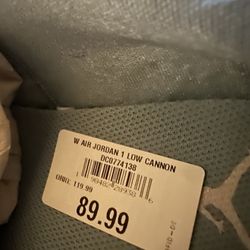 W AIR JORDAN 1 LOW CANNON
DC0774138
ORIG: 119.99
89.99